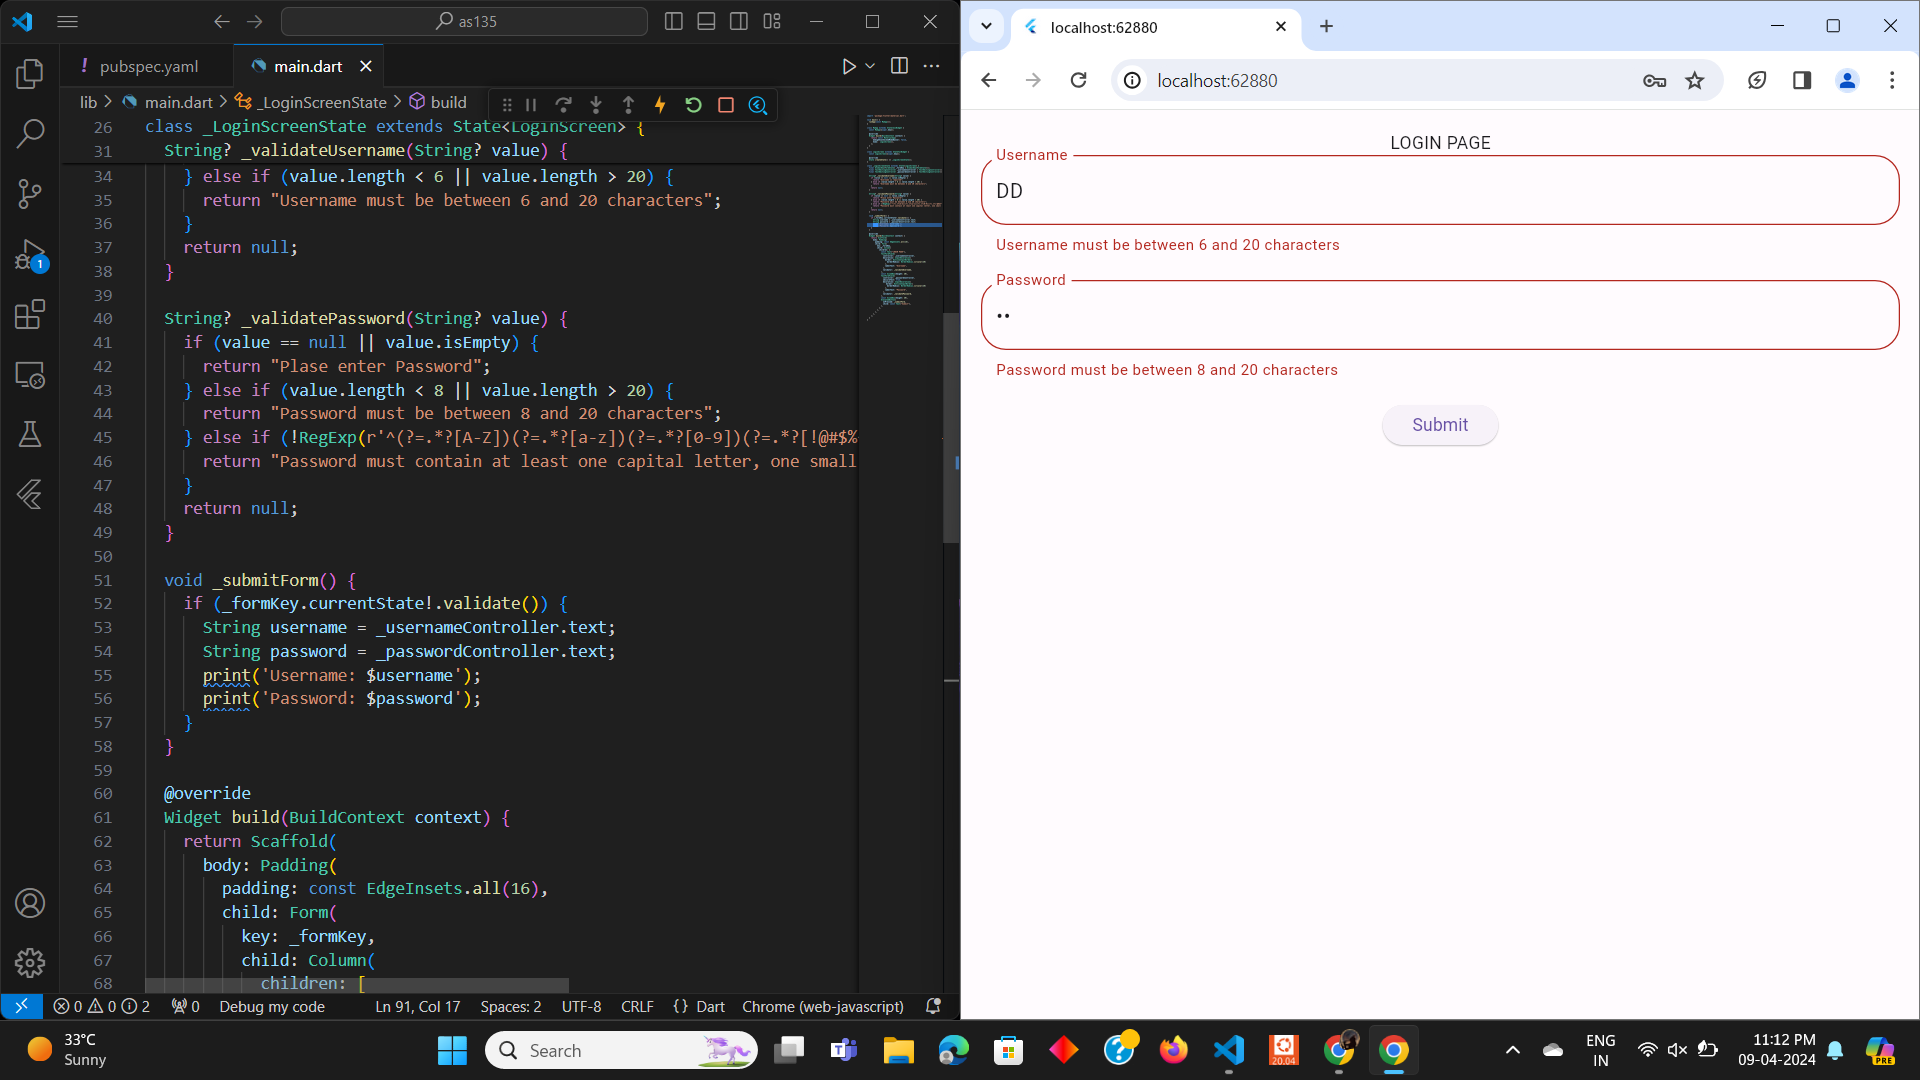 as135
pubspec.yaml
main.dart
lib > main.dart > _LoginScreenState > build
26 class _LoginScreenState extends State<LoginScreen> {
31 String? _validateUsername(String? value) {
34 } else if (value.length < 6 || value.length > 20) {
35 return "Username must be between 6 and 20 characters";
36 }
37 return null;
38 }
39
40 String? _validatePassword(String? value) {
41 if (value == null || value.isEmpty) {
42 return "Plase enter Password";
43 } else if (value.length < 8 || value.length > 20) {
44 return "Password must be between 8 and 20 characters";
45 } else if (!RegExp(r'^(?=.*?[A-Z])(?=.*?[a-z])(?=.*?[0-9])(?=.*?[!@#$%
46 return "Password must contain at least one capital letter, one small
47 }
48 return null;
49 }
50
51 void _submitForm() {
52 if (_formKey.currentState!.validate()) {
53 String username = _usernameController.text;
54 String password = _passwordController.text;
55 print('Username: $username');
56 print('Password: $password');
57 }
58 }
59
60 @override
61 Widget build(BuildContext context) {
62 return Scaffold(
63 body: Padding(
64 padding: const EdgeInsets.all(16),
65 child: Form(
66 key: _formKey,
67 child: Column(
68 children: [
1
0 0 2 0 Debug my code Ln 91, Col 17 Spaces: 2 UTF-8 CRLF {} Dart Chrome (web-javascript)
localhost:62880
localhost:62880
LOGIN PAGE
Username
DD
Username must be between 6 and 20 characters
Password
••
Password must be between 8 and 20 characters
Submit
33°C
Sunny
Search
20.04
ENG
IN
11:12 PM
09-04-2024
PRE